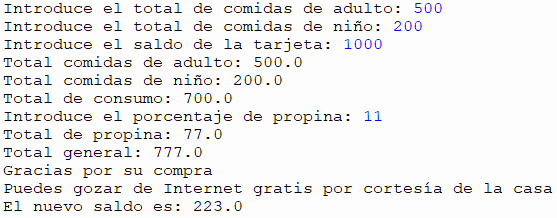 Introduce el total de comidas de adulto: 500
Introduce el total de comidas de niño: 200
Introduce el saldo de la tarjeta: 1000
Total comidas de adulto: 500.0
Total comidas de niño: 200.0
Total de consumo: 700.0
Introduce el porcentaje de propina: 11
Total de propina: 77.0
Total general: 777.0
Gracias por su compra
Puedes gozar de Internet gratis por cortesía de la casa
El nuevo saldo es: 223.0